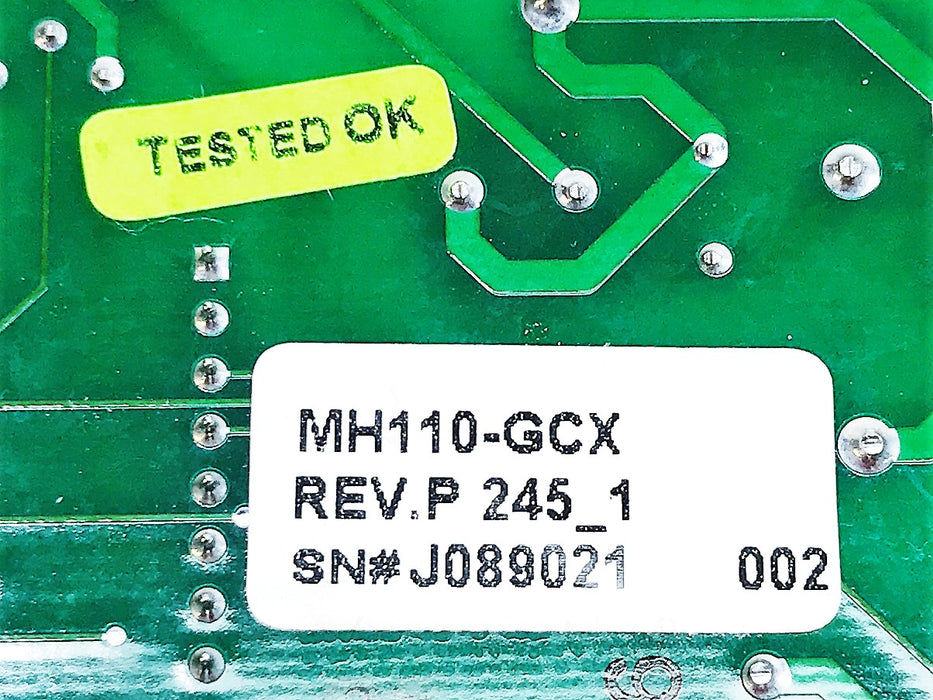 TESTED OK
MH110-GCX
REV.P 245_1
SN# J089021 002